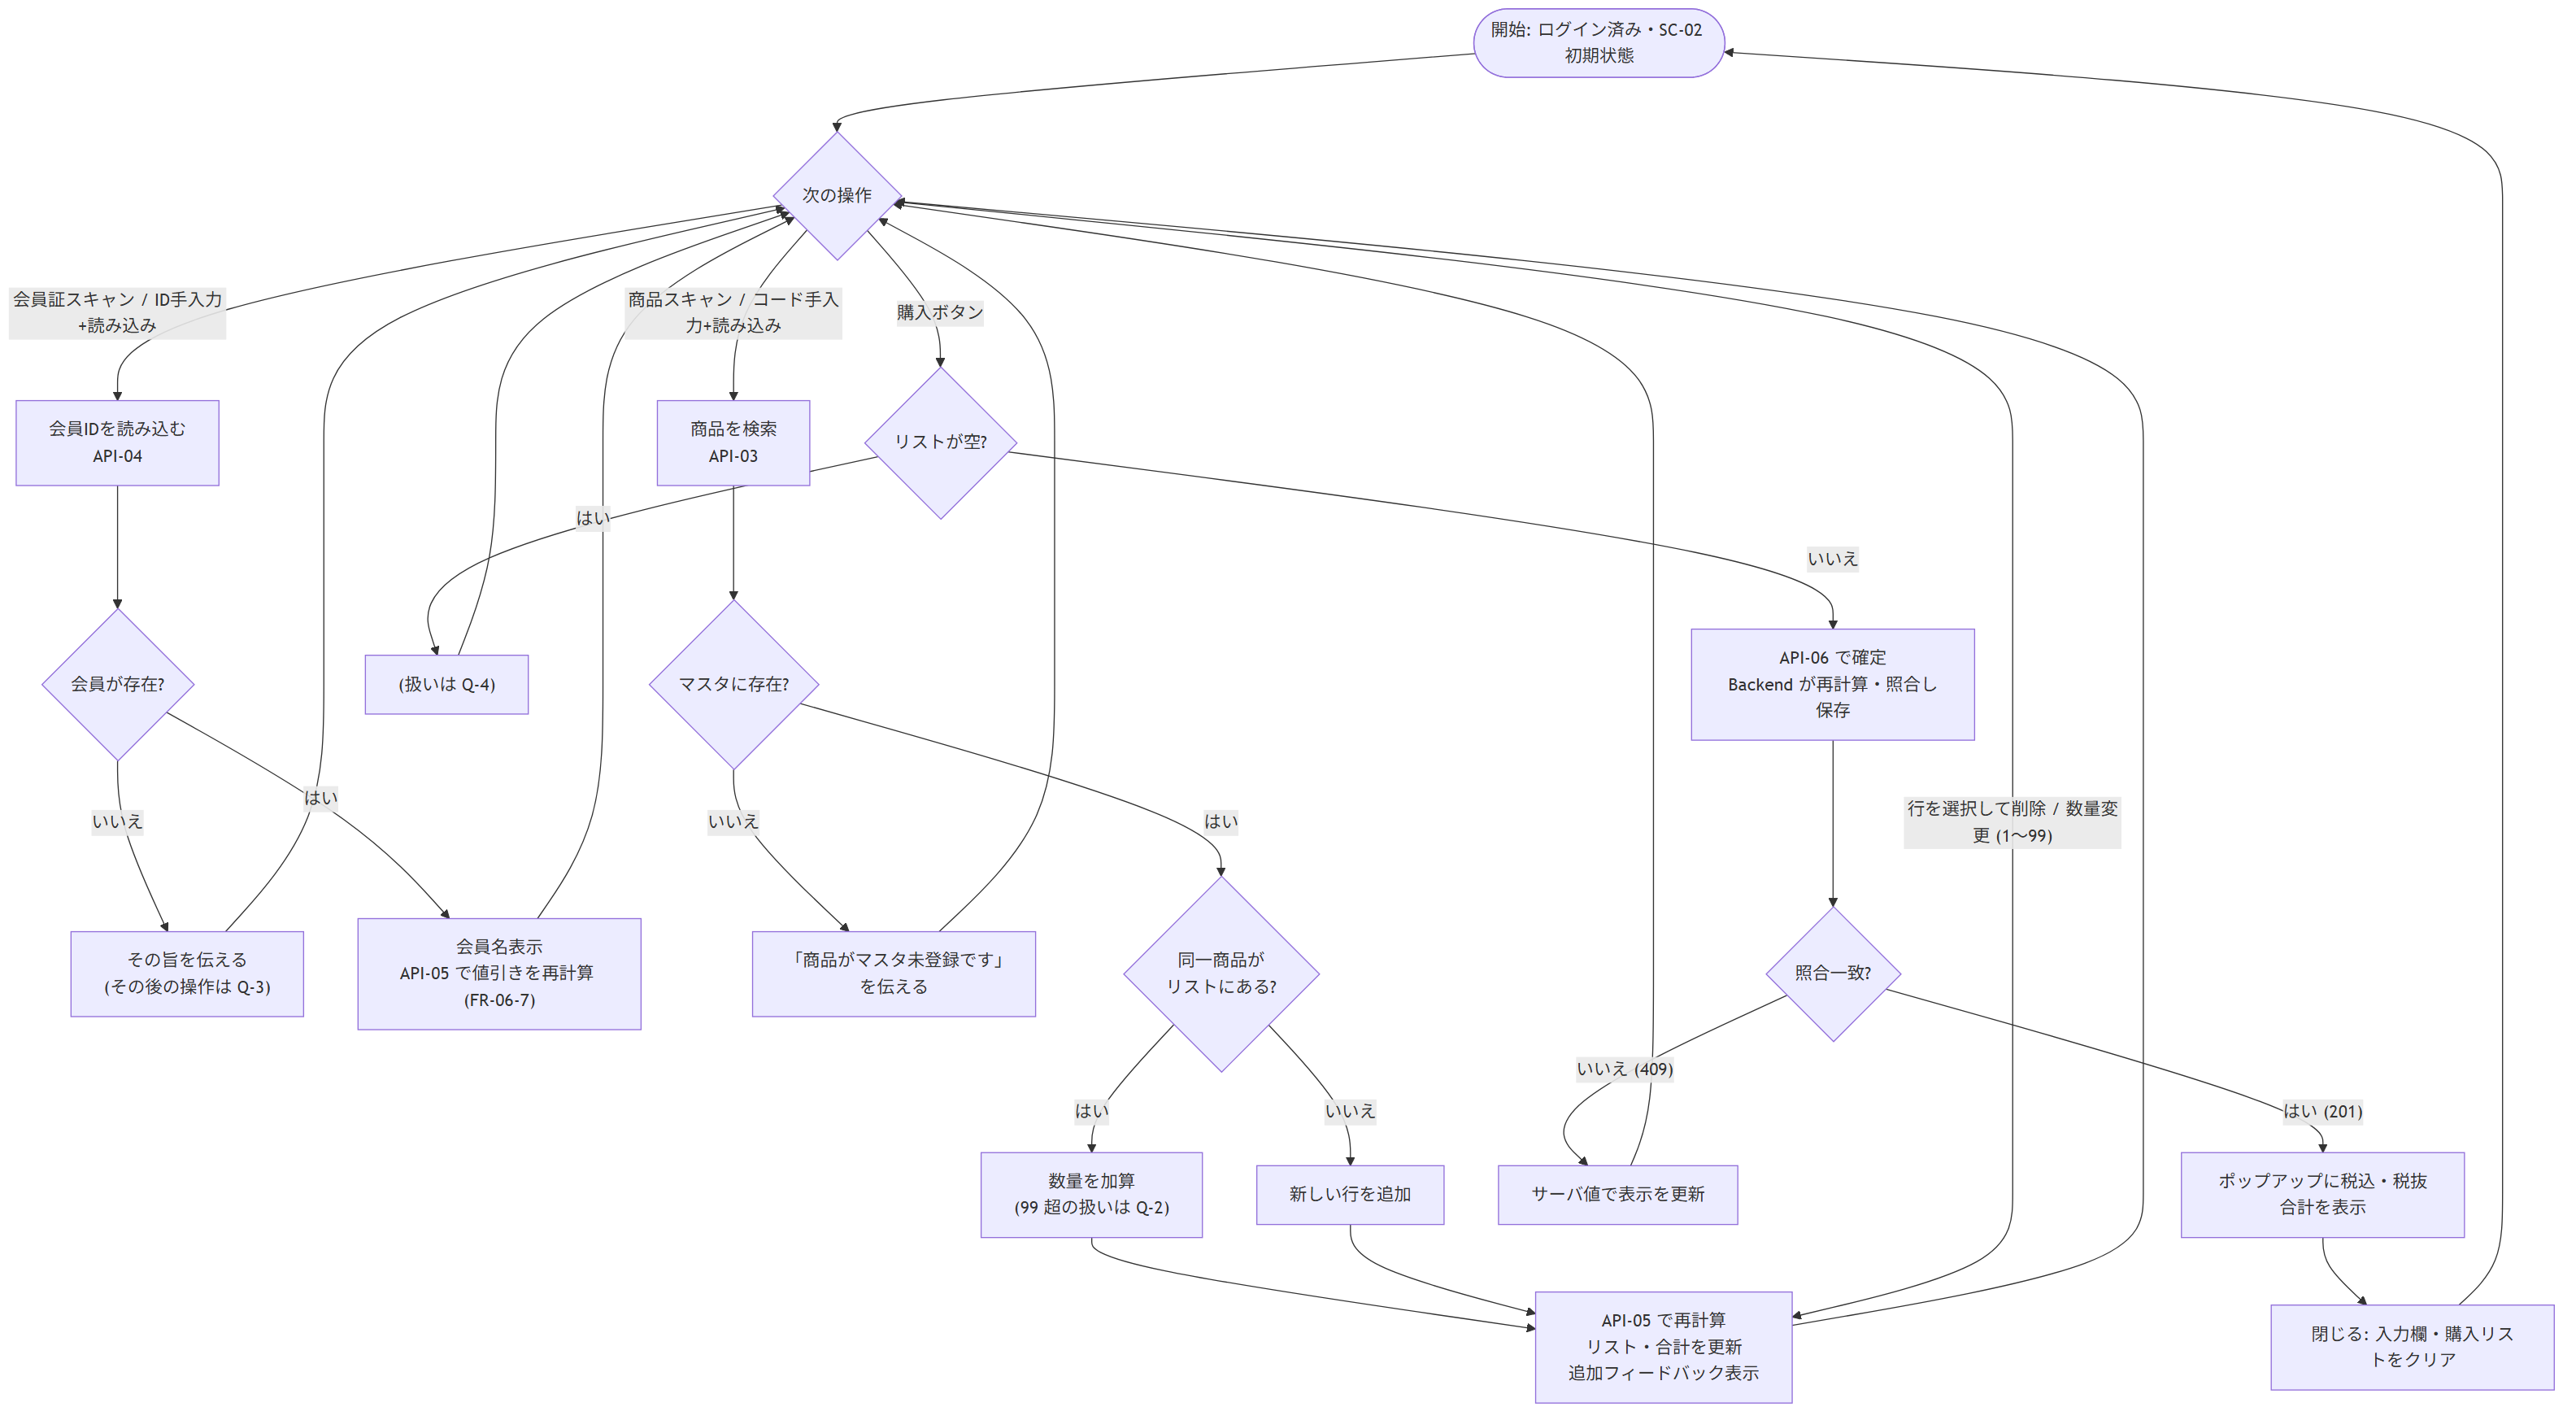 開始: ログイン済み・SC-02
初期状態
次の操作
会員証スキャン / ID手入力
+読み込み
商品スキャン / コード手入
力+読み込み
購入ボタン
会員IDを読み込む
API-04
商品を検索
API-03
リストが空?
はい
いいえ
会員が存在?
(扱いは Q-4)
マスタに存在?
API-06 で確定
Backend が再計算・照合し
保存
はい
いいえ
いいえ
はい
行を選択して削除 / 数量変
更 (1〜99)
その旨を伝える
(その後の操作は Q-3)
会員名表示
API-05 で値引きを再計算
(FR-06-7)
「商品がマスタ未登録です」
を伝える
同一商品が
リストにある?
照合一致?
いいえ (409)
はい
いいえ
はい (201)
数量を加算
(99 超の扱いは Q-2)
新しい行を追加
サーバ値で表示を更新
ポップアップに税込・税抜
合計を表示
API-05 で再計算
リスト・合計を更新
追加フィードバック表示
閉じる: 入力欄・購入リス
トをクリア